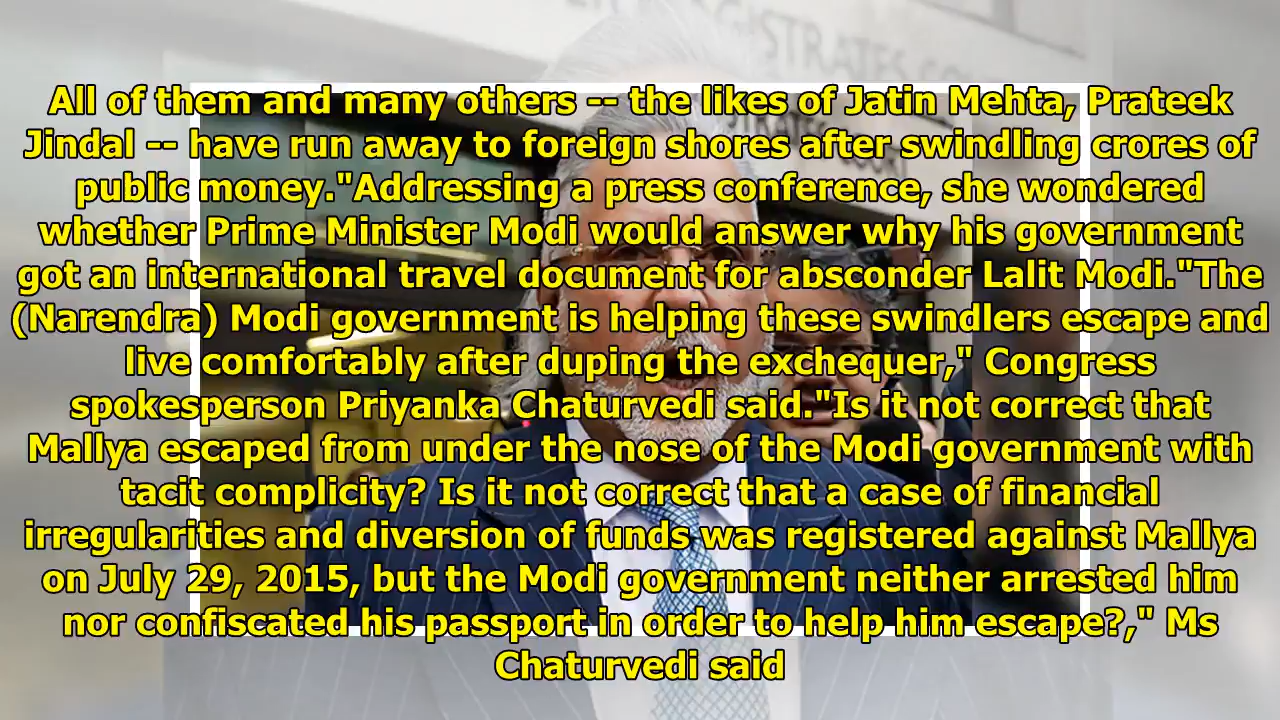 MAGISTRATES CO
All of them and many others -- the likes of Jatin Mehta, Prateek
Jindal -- have run away to foreign shores after swindling crores of
public money."Addressing a press conference, she wondered
whether Prime Minister Modi would answer why his government
got an international travel document for absconder Lalit Modi."The
(Narendra) Modi government is helping these swindlers escape and
live comfortably after duping the exchequer," Congress
spokesperson Priyanka Chaturvedi said."Is it not correct that
Mallya escaped from under the nose of the Modi government with
tacit complicity? Is it not correct that a case of financial
irregularities and diversion of funds was registered against Mallya
on July 29, 2015, but the Modi government neither arrested him
nor confiscated his passport in order to help him escape?," Ms
Chaturvedi said